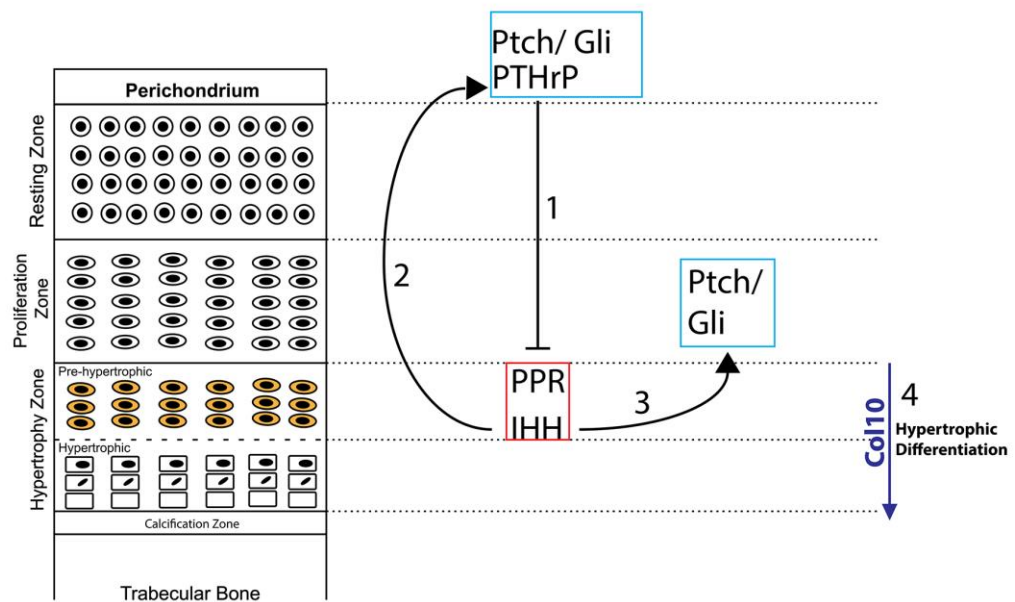 Ptch/ Gli
PTHrP
Perichondrium
Resting Zone
1
2
Proliferation
Zone
Ptch/
Gli
Hypertrophy Zone
Pre-hypertrophic
PPR
IHH
3
4
Col10
Hypertrophic
Differentiation
Hypertrophic
Calcification Zone
Trabecular Bone